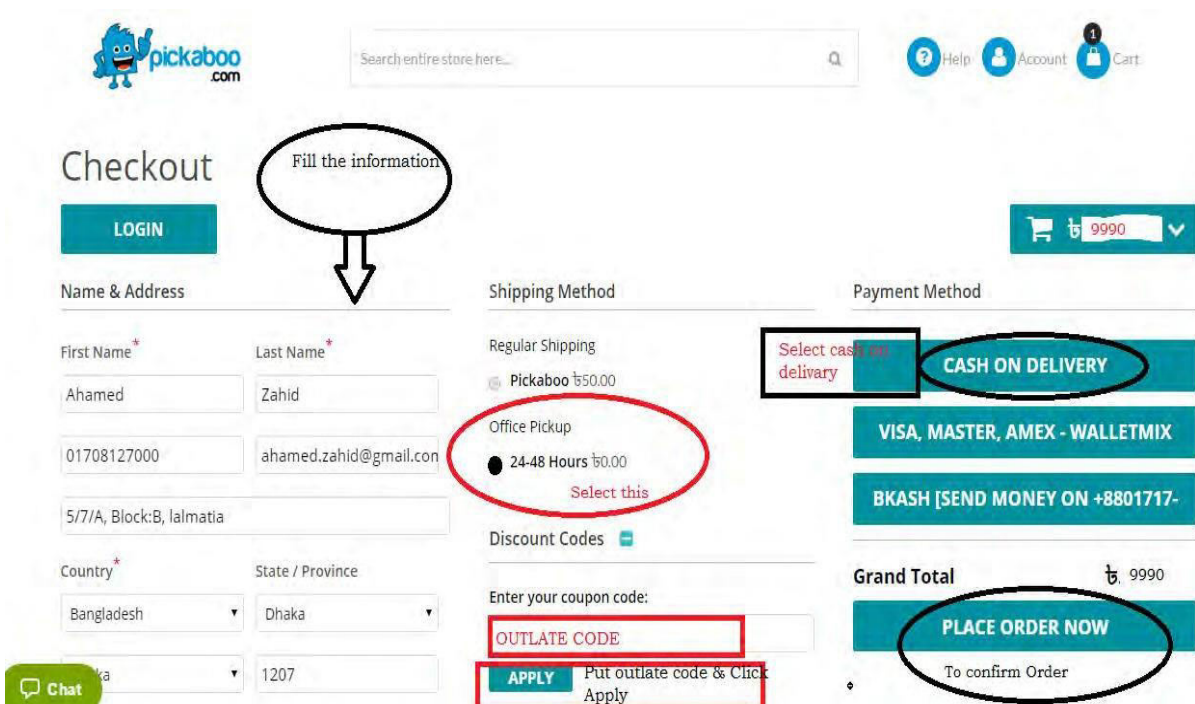 pickaboo
.com
Search entire store here...
Help
Account
1
Cart
Checkout
Fill the information
LOGIN
৳ 9990
Name & Address
Shipping Method
Payment Method
First Name*
Last Name*
Ahamed
Zahid
01708127000
ahamed.zahid@gmail.con
5/7/A, Block:B, lalmatia
Country*
State / Province
Bangladesh
Dhaka
1207
Chat
Regular Shipping
Pickaboo ৳50.00
Office Pickup
24-48 Hours ৳0.00
Select this
Discount Codes
Enter your coupon code:
OUTLATE CODE
APPLY
Put outlate code & Click
Apply
Select cash on
delivary
CASH ON DELIVERY
VISA, MASTER, AMEX - WALLETMIX
BKASH [SEND MONEY ON +8801717-
Grand Total
৳. 9990
PLACE ORDER NOW
To confirm Order